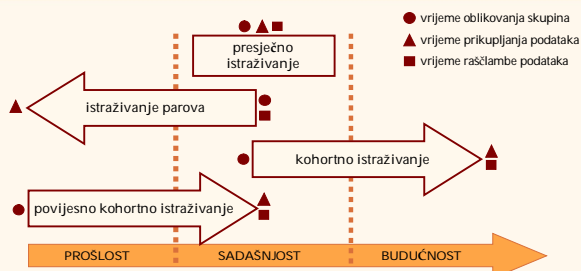 vrijeme oblikovanja skupina
vrijeme prikupljanja podataka
vrijeme raščlambe podataka
presječno
istraživanje
istraživanje parova
kohortno istraživanje
povijesno kohortno istraživanje
PROŠLOST
SADAŠNJOST
BUDUĆNOST